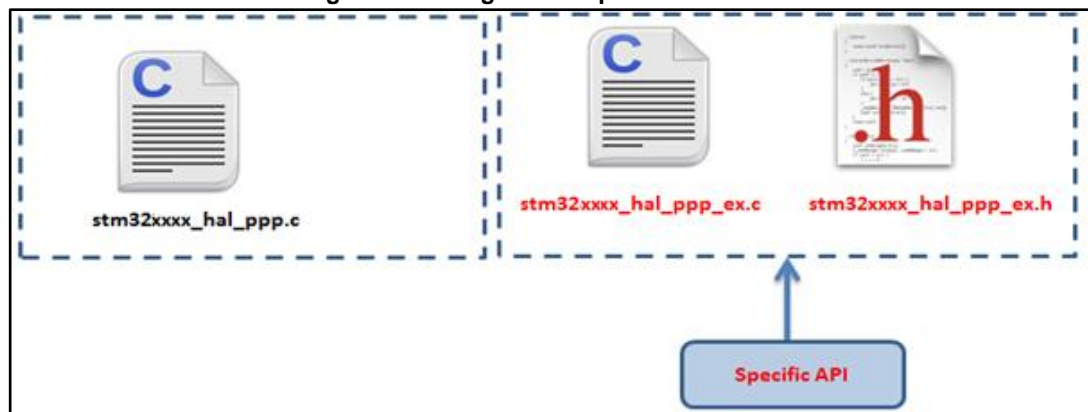 C
C
.h
stm32xxxx_hal_ppp.c
stm32xxxx_hal_ppp_ex.c
stm32xxxx_hal_ppp_ex.h
Specific API